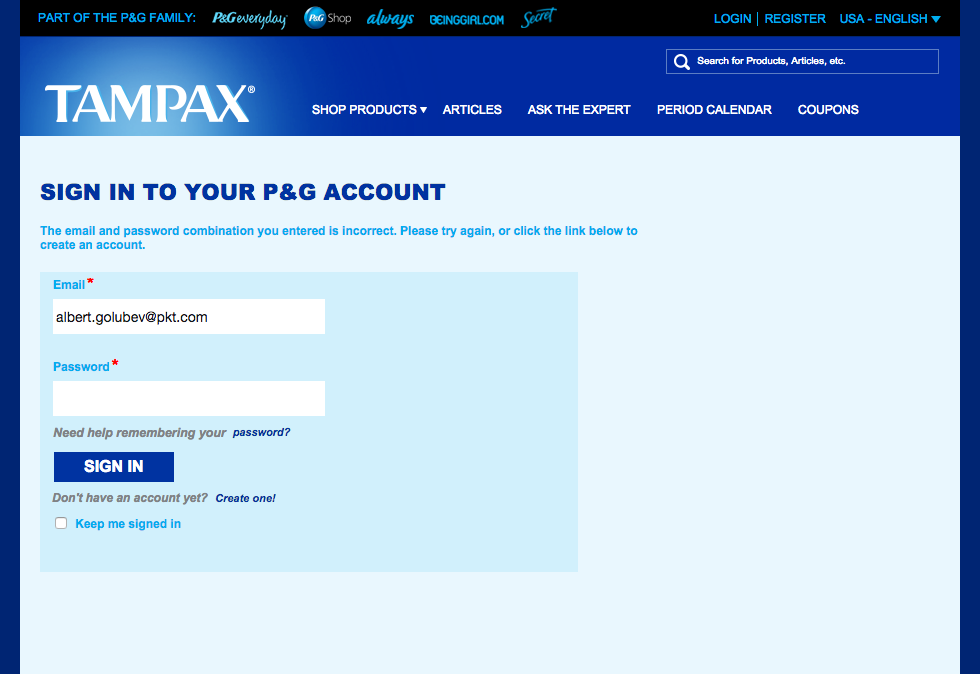 PART OF THE P&G FAMILY: P&G everyday P&G Shop always BEINGGIRL.COM Secret LOGIN | REGISTER USA - ENGLISH
Search for Products, Articles, etc.
TAMPAX®
SHOP PRODUCTS ARTICLES ASK THE EXPERT PERIOD CALENDAR COUPONS
SIGN IN TO YOUR P&G ACCOUNT
The email and password combination you entered is incorrect. Please try again, or click the link below to
create an account.
Email*
albert.golubev@pkt.com
Password*
Need help remembering your password?
SIGN IN
Don't have an account yet? Create one!
Keep me signed in